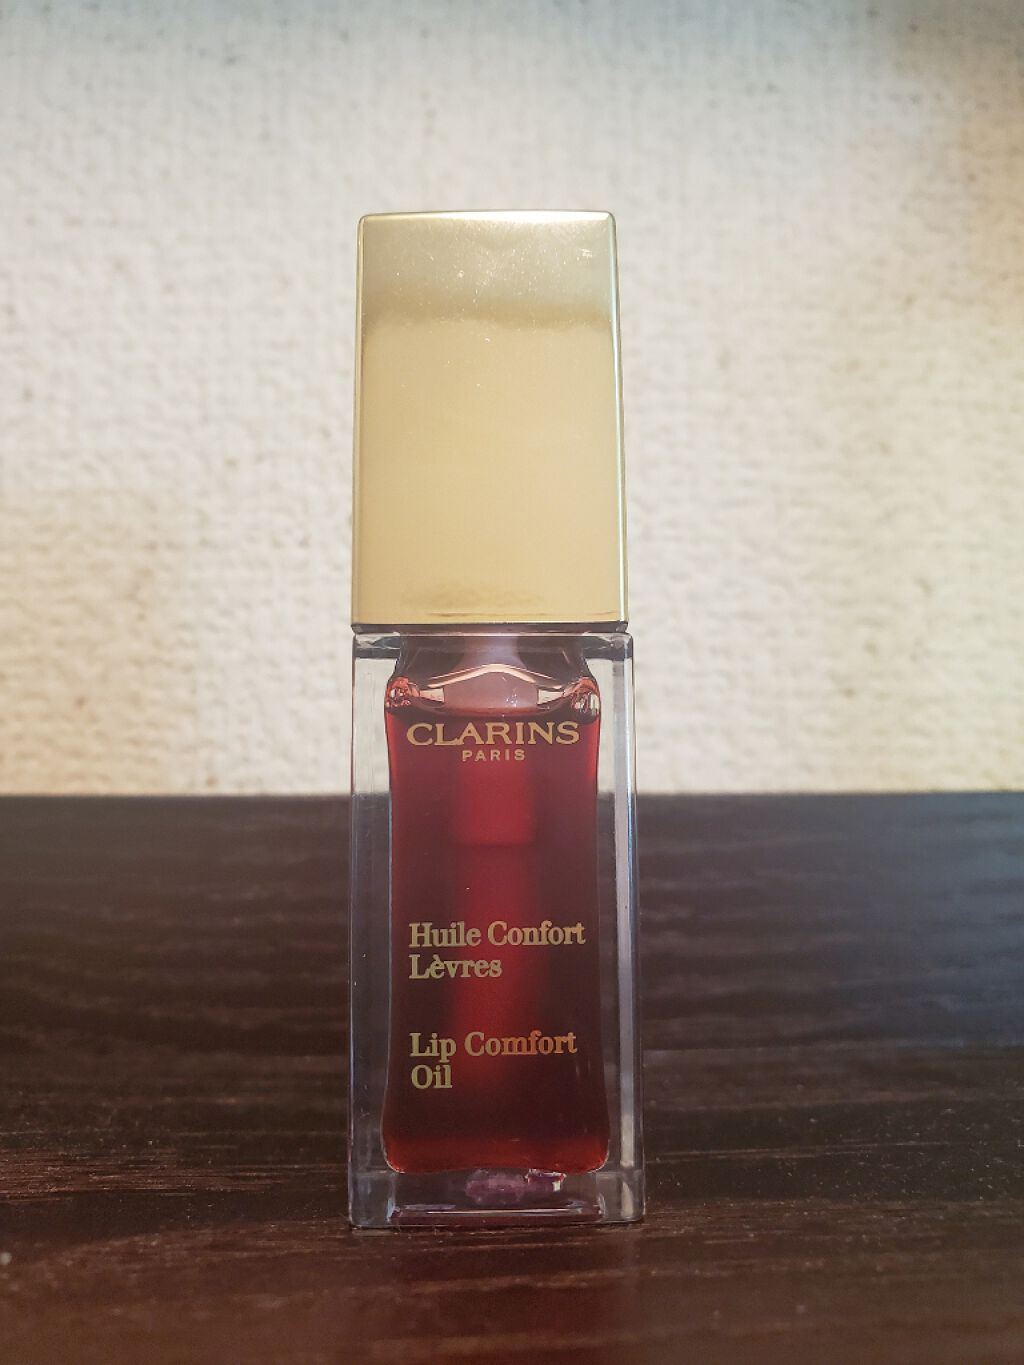 CLARINS
PARIS
Huile Confort
Lèvres
Lip Comfort
Oil